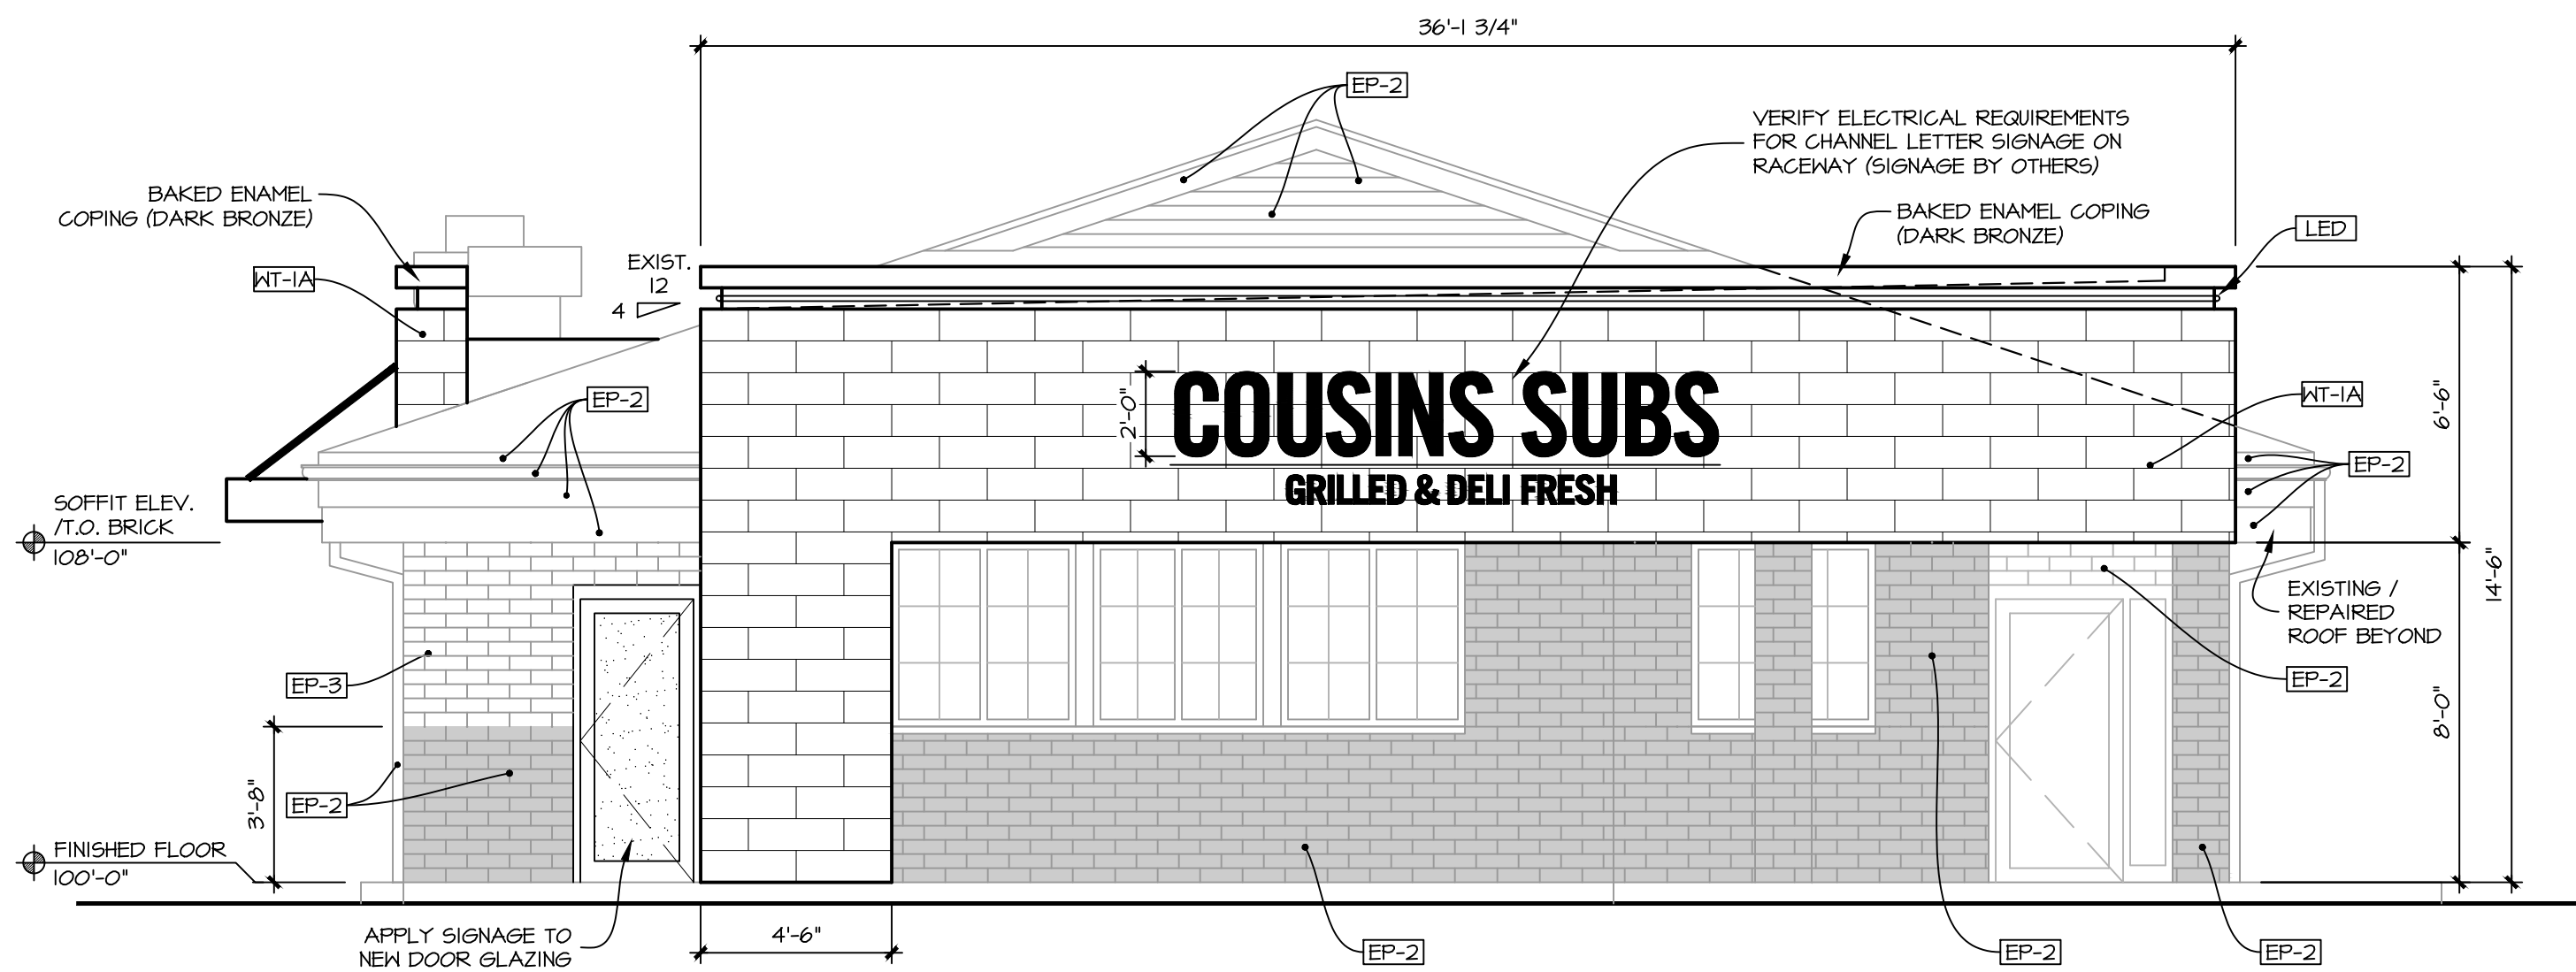 36'-1 3/4"
EP-2
VERIFY ELECTRICAL REQUIREMENTS
FOR CHANNEL LETTER SIGNAGE ON
RACEWAY (SIGNAGE BY OTHERS)
BAKED ENAMEL
COPING (DARK BRONZE)
BAKED ENAMEL COPING
(DARK BRONZE)
LED
WT-1A
EXIST.
12
4
EP-2
2'-0"
COUSINS SUBS
GRILLED & DELI FRESH
WT-1A
6'-6"
EP-2
SOFFIT ELEV.
/T.O. BRICK
108'-0"
14'-6"
EXISTING /
REPAIRED
ROOF BEYOND
EP-3
EP-2
8'-0"
EP-2
3'-8"
FINISHED FLOOR
100'-0"
APPLY SIGNAGE TO
NEW DOOR GLAZING
4'-6"
EP-2
EP-2
EP-2